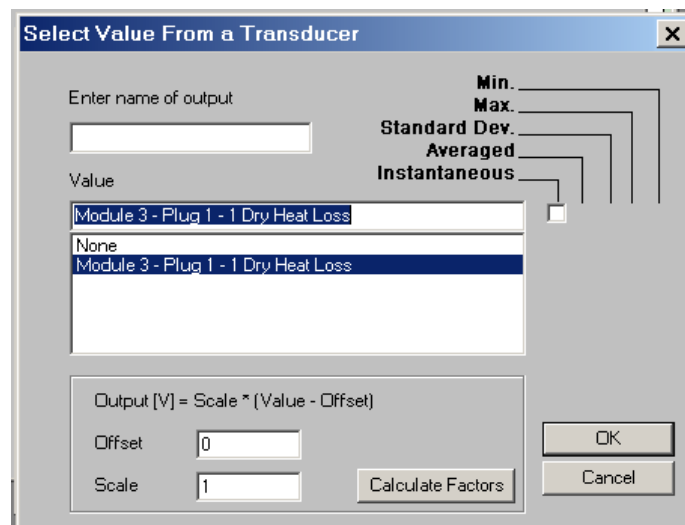 Select Value From a Transducer
Enter name of output
Min.
Max.
Standard Dev.
Averaged
Instantaneous
Value
Module 3 - Plug 1 - 1 Dry Heat Loss
None
Module 3 - Plug 1 - 1 Dry Heat Loss
Output [V] = Scale * (Value - Offset)
Offset
0
Scale
1
Calculate Factors
OK
Cancel